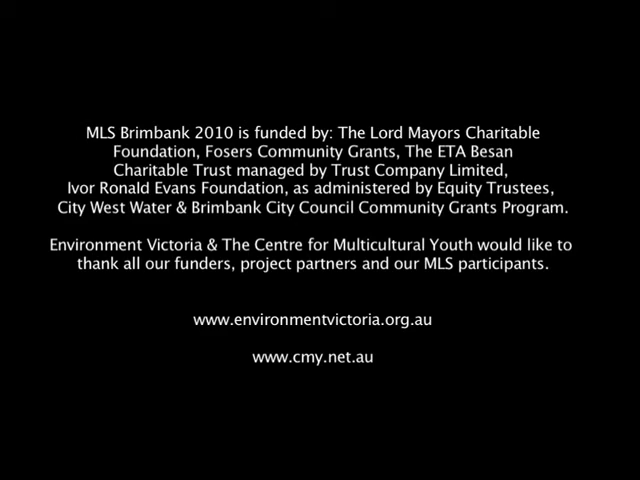 MLS Brimbank 2010 is funded by: The Lord Mayors Charitable
Foundation, Fosers Community Grants, The ETA Besan
Charitable Trust managed by Trust Company Limited,
Ivor Ronald Evans Foundation, as administered by Equity Trustees,
City West Water & Brimbank City Council Community Grants Program.
Environment Victoria & The Centre for Multicultural Youth would like to
thank all our funders, project partners and our MLS participants.
www.environmentvictoria.org.au
www.cmy.net.au